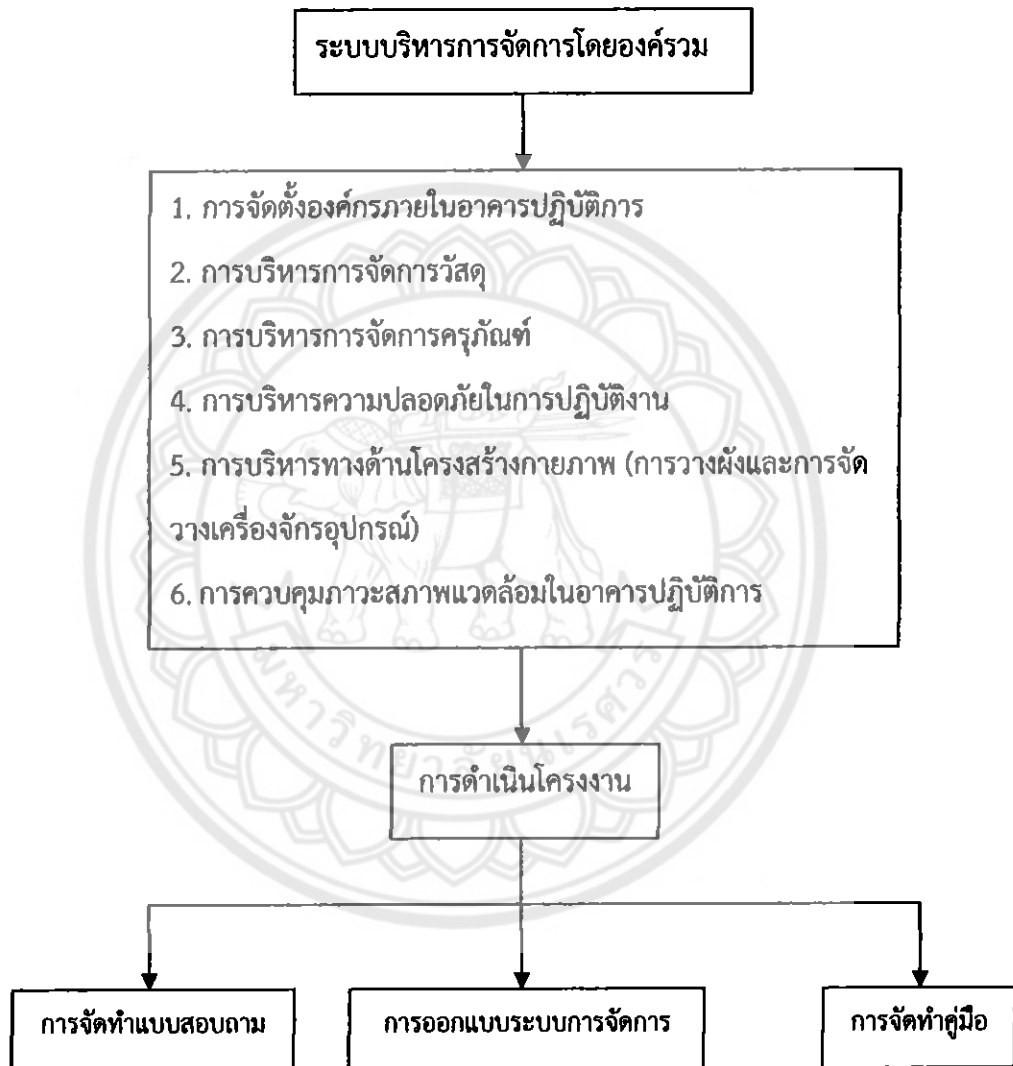 ระบบบริหารการจัดการโดยองค์รวม
1. การจัดตั้งองค์กรภายในอาคารปฏิบัติการ
2. การบริหารการจัดการวัสดุ
3. การบริหารการจัดการครุภัณฑ์
4. การบริหารความปลอดภัยในการปฏิบัติงาน
5. การบริหารทางด้านโครงสร้างกายภาพ (การวางผังและการจัด
วางเครื่องจักรอุปกรณ์)
6. การควบคุมภาวะสภาพแวดล้อมในอาคารปฏิบัติการ
มหาวิทยาลัยนเรศวร
การดำเนินโครงงาน
การจัดทำแบบสอบถาม
การออกแบบระบบการจัดการ
การจัดทำคู่มือ